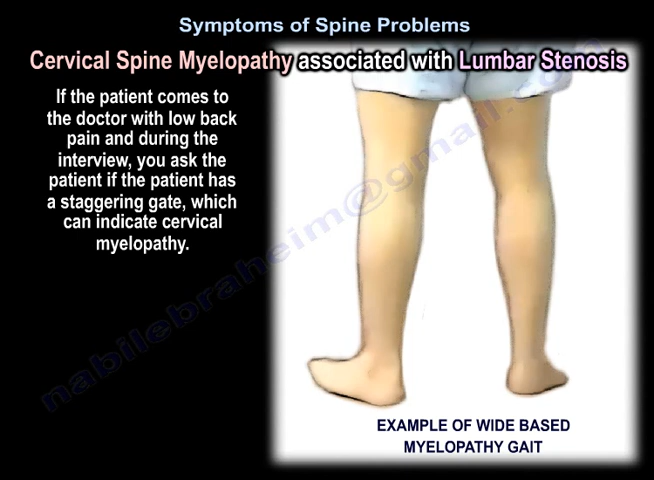 Symptoms of Spine Problems
Cervical Spine Myelopathy associated with Lumbar Stenosis
If the patient comes to
the doctor with low back
pain and during the
interview, you ask the
patient if the patient has
a staggering gate, which
can indicate cervical
myelopathy.
nabilebraheim@gmail.com
EXAMPLE OF WIDE BASED
MYELOPATHY GAIT